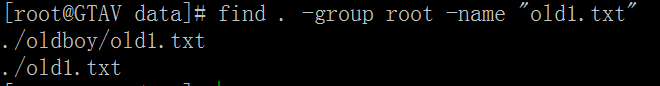 [root@GTAV data]# find . -group root -name "old1.txt"
./oldboy/old1.txt
./old1.txt